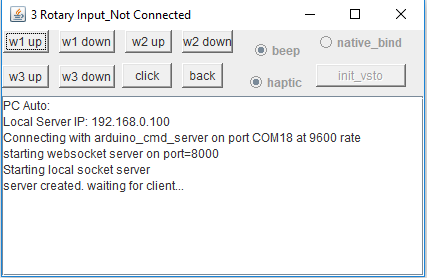 3 Rotary Input_Not Connected
w1 up w1 down w2 up w2 down beep native_bind
w3 up w3 down click back haptic init_vsto
PC Auto:
Local Server IP: 192.168.0.100
Connecting with arduino_cmd_server on port COM18 at 9600 rate
starting websocket server on port=8000
Starting local socket server
server created. waiting for client...